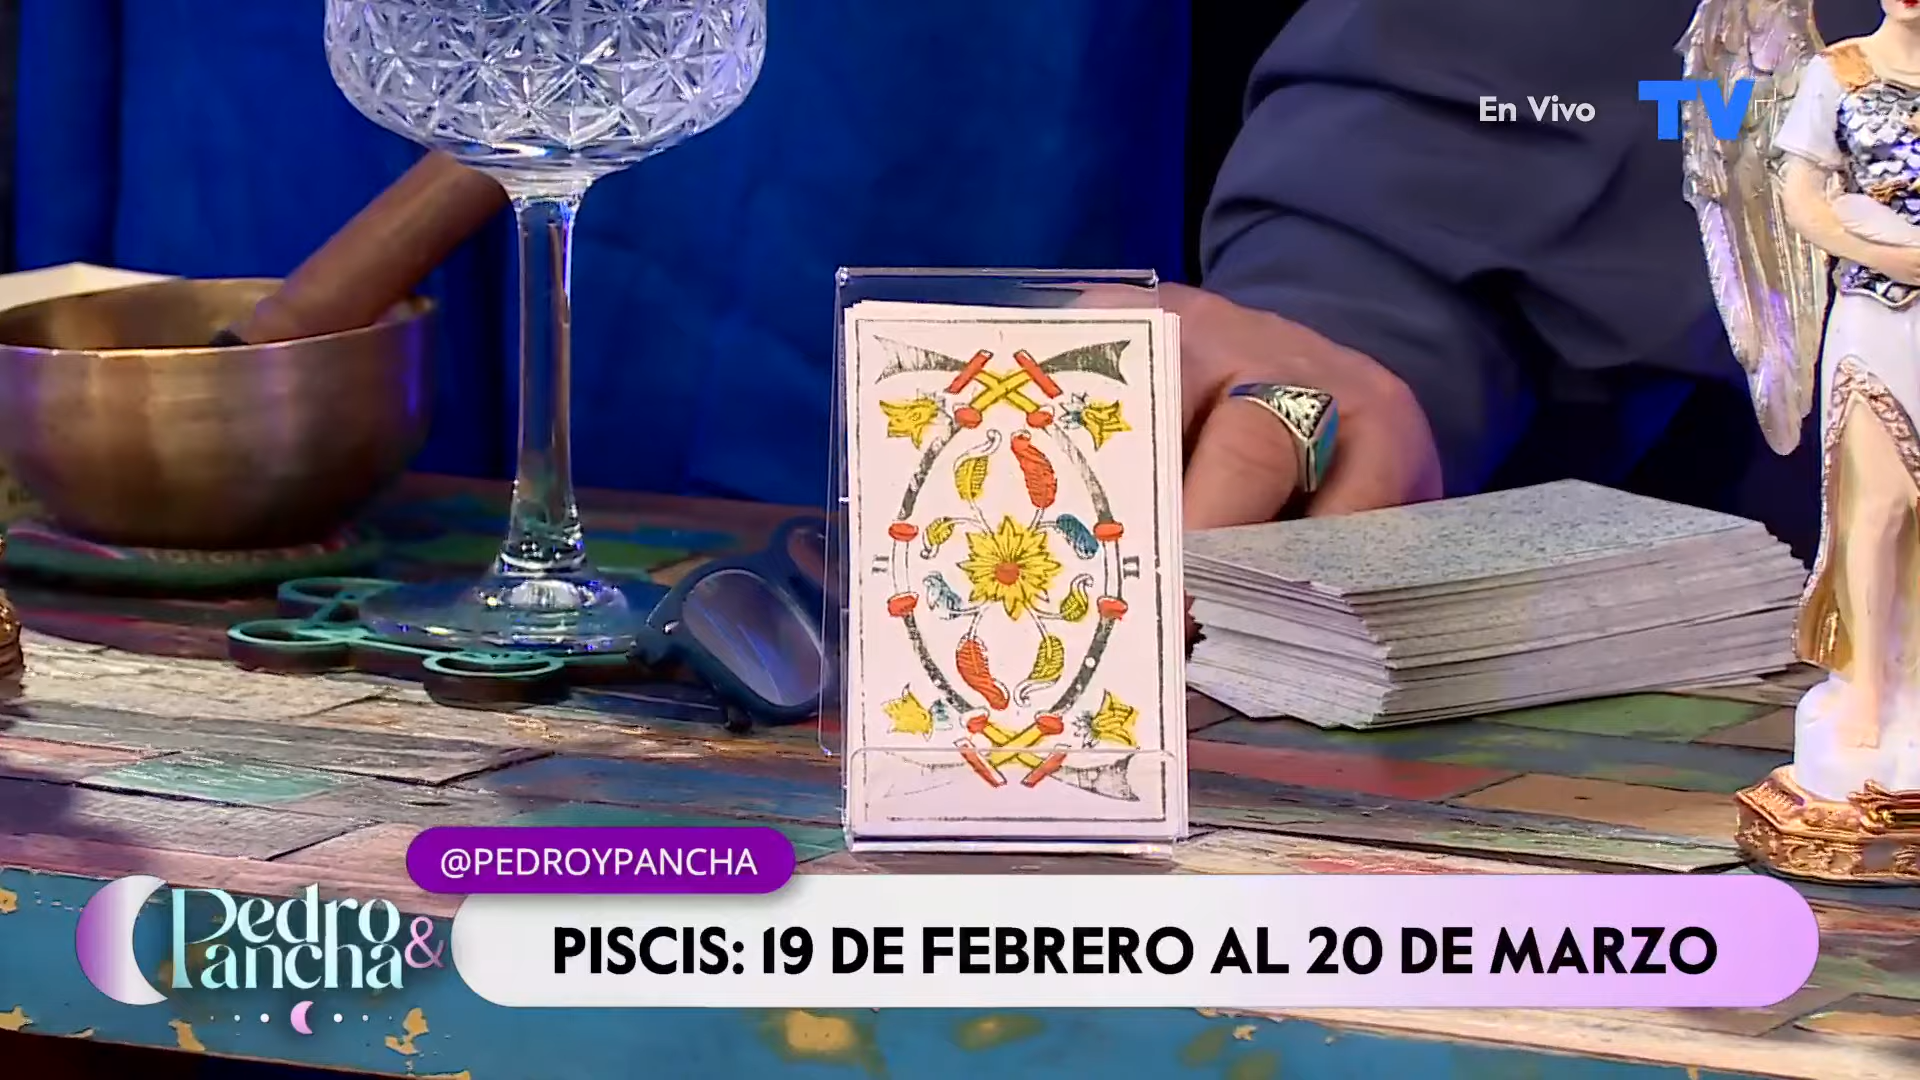 En Vivo
TV+
II
II
@PEDROYPANCHA
Pedro &
Pancha
PISCIS: 19 DE FEBRERO AL 20 DE MARZO